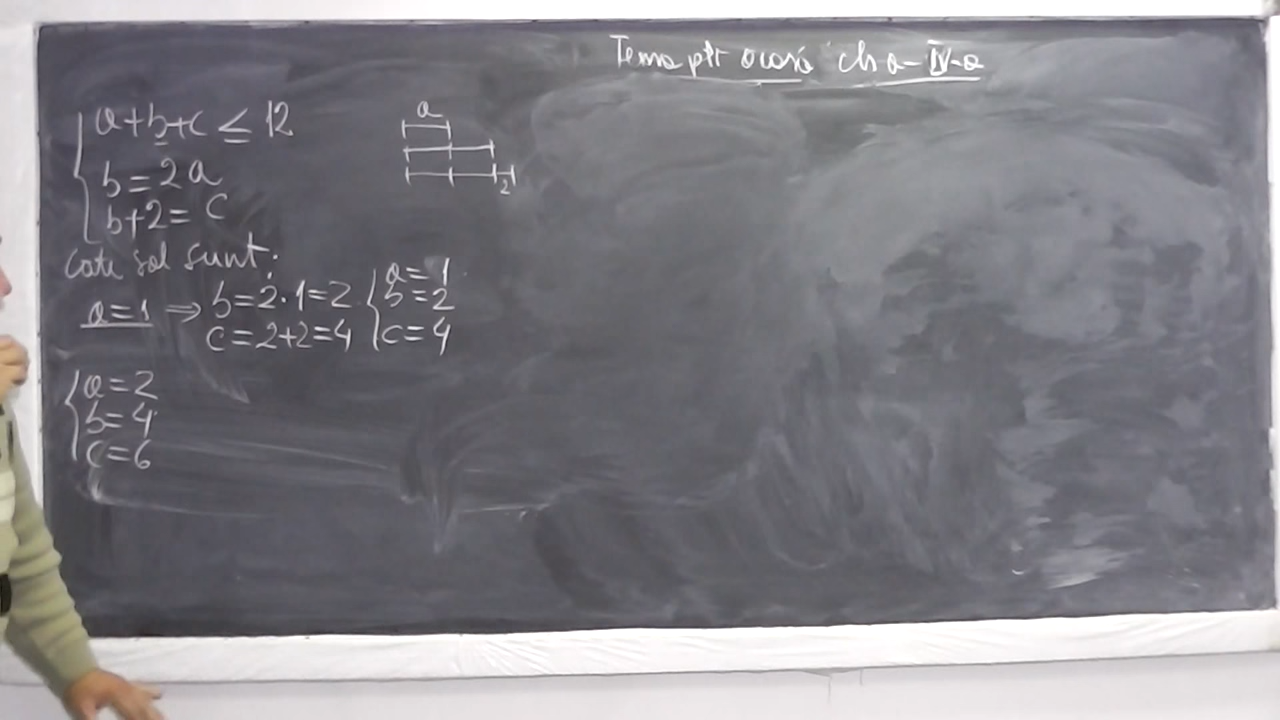 Tema ptr acasă cls a-IV-a
a+b+c ≤ 12
b=2a
b+2=c
Cate sol sunt?
a=1 ⇒ b=2·1=2
c=2+2=4
a=1
b=2
c=4
a=2
b=4
c=6
a
2